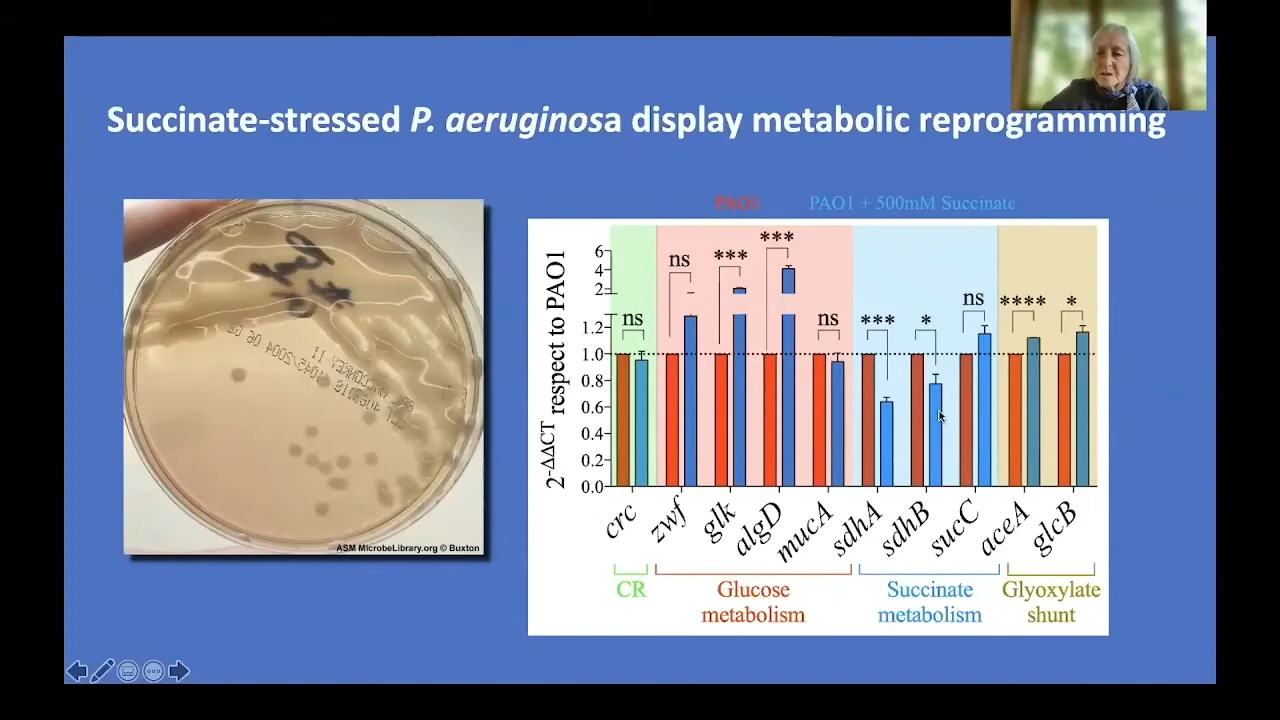 Succinate-stressed P. aeruginosa display metabolic reprogramming
PAO1 PAO1 + 500mM Succinate
2^-ΔΔCT respect to PAO1
6
4
2
1.2
1.0
0.8
0.6
0.4
0.2
0.0
ns
ns
***
***
ns
***
*
ns
****
*
crc
zwf
glk
algD
mucA
sdhA
sdhB
sucC
aceA
glcB
CR
Glucose
metabolism
Succinate
metabolism
Glyoxylate
shunt
ASM MicrobeLibrary.org © Buxton